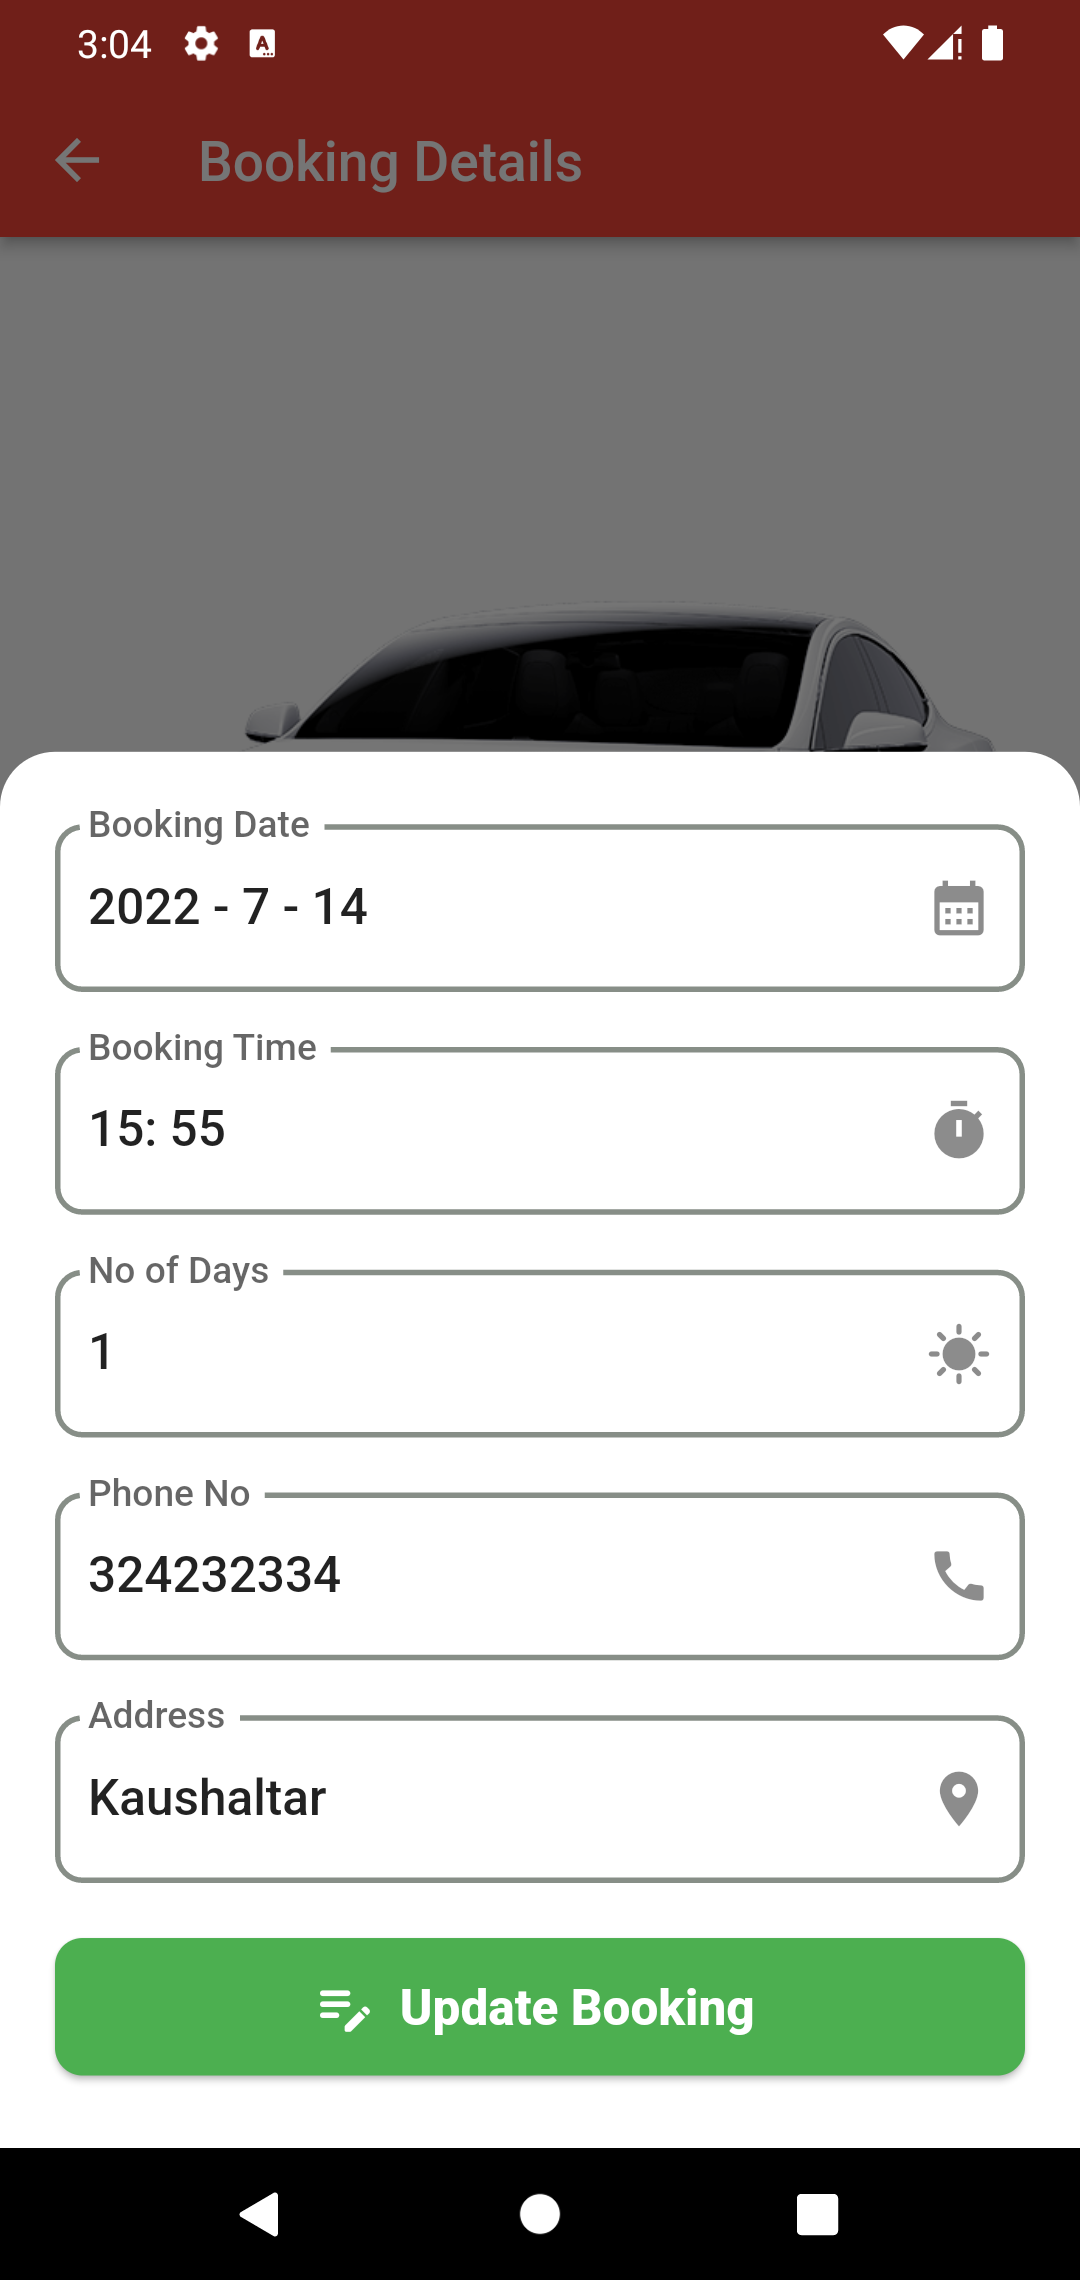 3:04
Booking Details
Booking Date
2022 - 7 - 14
Booking Time
15: 55
No of Days
1
Phone No
324232334
Address
Kaushaltar
Update Booking